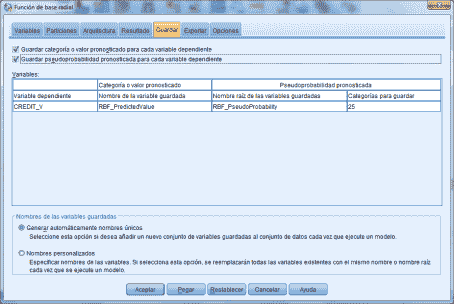 Función de base radial
Variables Particiones Arquitectura Resultado Guardar Exportar Opciones
Guardar categoría o valor pronosticado para cada variable dependiente
Guardar pseudoprobabilidad pronosticada para cada variable dependiente
Variables:
Categoría o valor pronosticado Pseudoprobabilidad pronosticada
Variable dependiente Nombre de la variable guardada Nombre raíz de las variables guardadas Categorías para guardar
CREDIT_V RBF_PredictedValue RBF_PseudoProbability 25
Nombres de las variables guardadas
Generar automáticamente nombres únicos
Seleccione esta opción si desea añadir un nuevo conjunto de variables guardadas al conjunto de datos cada vez que ejecute un modelo.
Nombres personalizados
Especificar nombres de las variables. Si selecciona esta opción, se reemplazarán todas las variables existentes con el mismo nombre o nombre raíz
cada vez que se ejecute un modelo.
Aceptar Pegar Restablecer Cancelar Ayuda